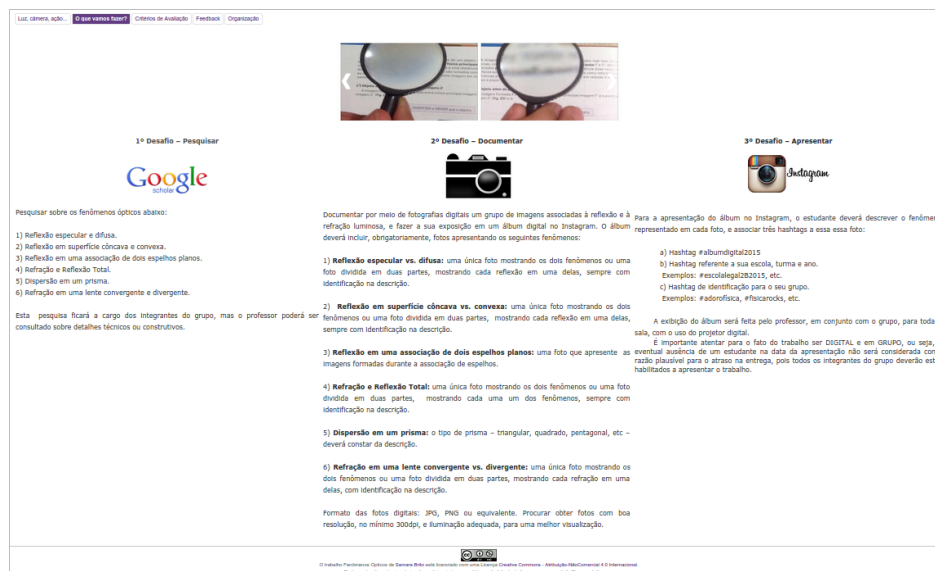 Luz, câmera, ação... O que vamos fazer? Critérios de Avaliação Feedback Organização
1º Desafio – Pesquisar
Google
scholar
Pesquisar sobre os fenômenos ópticos abaixo:
1) Reflexão especular e difusa.
2) Reflexão em superfície côncava e convexa.
3) Reflexão em uma associação de dois espelhos planos.
4) Refração e Reflexão Total.
5) Dispersão em um prisma.
6) Refração em uma lente convergente e divergente.
Esta pesquisa ficará a cargo dos integrantes do grupo, mas o professor poderá ser
consultado sobre detalhes técnicos ou construtivos.
2º Desafio – Documentar
Documentar por meio de fotografias digitais um grupo de imagens associadas à reflexão e à
refração luminosa, e fazer a sua exposição em um álbum digital no Instagram. O álbum
deverá incluir, obrigatoriamente, fotos apresentando os seguintes fenômenos:
1) Reflexão especular vs. difusa: uma única foto mostrando os dois fenômenos ou uma
foto dividida em duas partes, mostrando cada reflexão em uma delas, sempre com
identificação na descrição.
2) Reflexão em superfície côncava vs. convexa: uma única foto mostrando os dois
fenômenos ou uma foto dividida em duas partes, mostrando cada reflexão em uma delas,
sempre com identificação na descrição.
3) Reflexão em uma associação de dois espelhos planos: uma foto que apresente as
imagens formadas durante a associação de espelhos.
4) Refração e Reflexão Total: uma única foto mostrando os dois fenômenos ou uma foto
dividida em duas partes, mostrando cada uma um dos fenômenos, sempre com
identificação na descrição.
5) Dispersão em um prisma: o tipo de prisma – triangular, quadrado, pentagonal, etc –
deverá constar da descrição.
6) Refração em uma lente convergente vs. divergente: uma única foto mostrando os
dois fenômenos ou uma foto dividida em duas partes, mostrando cada refração em uma
delas, com identificação na descrição.
Formato das fotos digitais: JPG, PNG ou equivalente. Procurar obter fotos com boa
resolução, no mínimo 300dpi, e iluminação adequada, para uma melhor visualização.
3º Desafio – Apresentar
Instagram
Para a apresentação do álbum no Instagram, o estudante deverá descrever o fenômen
representado em cada foto, e associar três hashtags a essa essa foto:
a) Hashtag #albumdigital2015
b) Hashtag referente a sua escola, turma e ano.
Exemplos: #escolalegal2B2015, etc.
c) Hashtag de identificação para o seu grupo.
Exemplos: #adorofísica, #fisicarocks, etc.
A exibição do álbum será feita pelo professor, em conjunto com o grupo, para toda
sala, com o uso do projetor digital.
É importante atentar para o fato do trabalho ser DIGITAL e em GRUPO, ou seja,
eventual ausência de um estudante na data da apresentação não será considerada con
razão plausível para o atraso na entrega, pois todos os integrantes do grupo deverão est
habilitados a apresentar o trabalho.
O trabalho Fenômenos Ópticos de Samara Brito está licenciado com uma Licença Creative Commons - Atribuição-NãoComercial 4.0 Internacional.